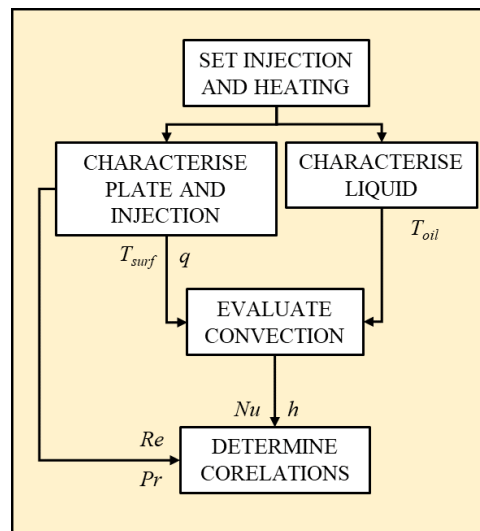 SET INJECTION
AND HEATING
CHARACTERISE
PLATE AND
INJECTION
CHARACTERISE
LIQUID
T_surf q
T_oil
EVALUATE
CONVECTION
Nu h
Re
Pr
DETERMINE
CORELATIONS